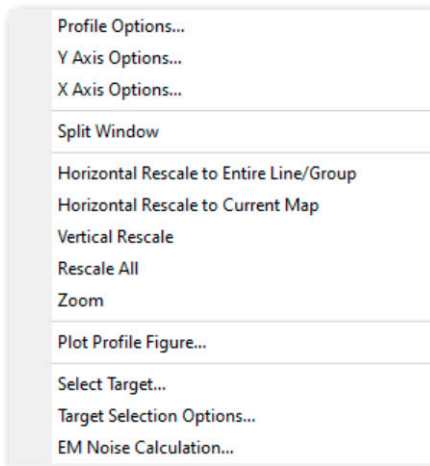 Profile Options...
Y Axis Options...
X Axis Options...
Split Window
Horizontal Rescale to Entire Line/Group
Horizontal Rescale to Current Map
Vertical Rescale
Rescale All
Zoom
Plot Profile Figure...
Select Target...
Target Selection Options...
EM Noise Calculation...